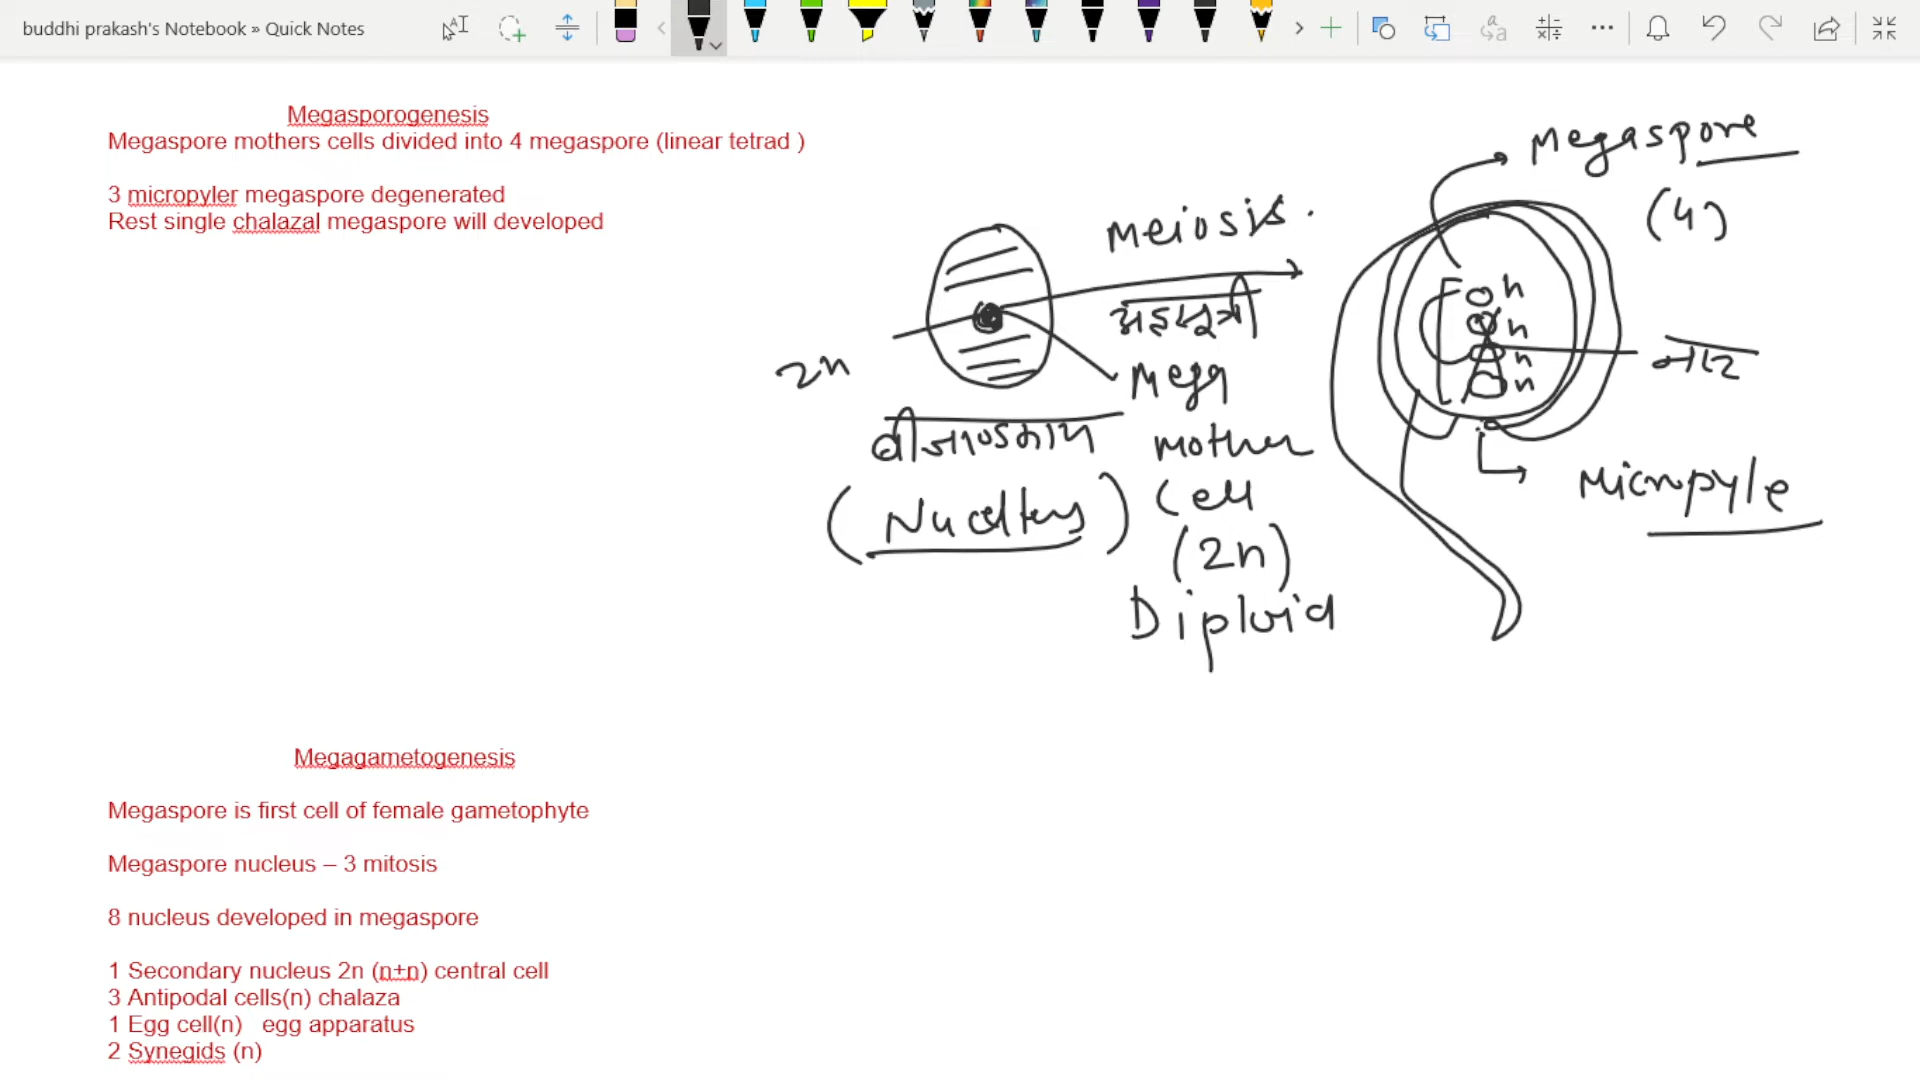 buddhi prakash's Notebook » Quick Notes
Megasporogenesis
Megaspore mothers cells divided into 4 megaspore (linear tetrad )
3 micropyler megaspore degenerated
Rest single chalazal megaspore will developed
Megaspore
(4)
Meiosis.
n
n
n
n
नष्ट
2n
Mega
mother
cell
(2n)
Diploid
बीजाण्डकाय
(Nucellus)
Micropyle
Megagametogenesis
Megaspore is first cell of female gametophyte
Megaspore nucleus – 3 mitosis
8 nucleus developed in megaspore
1 Secondary nucleus 2n (n+n) central cell
3 Antipodal cells(n) chalaza
1 Egg cell(n) egg apparatus
2 Synegids (n)